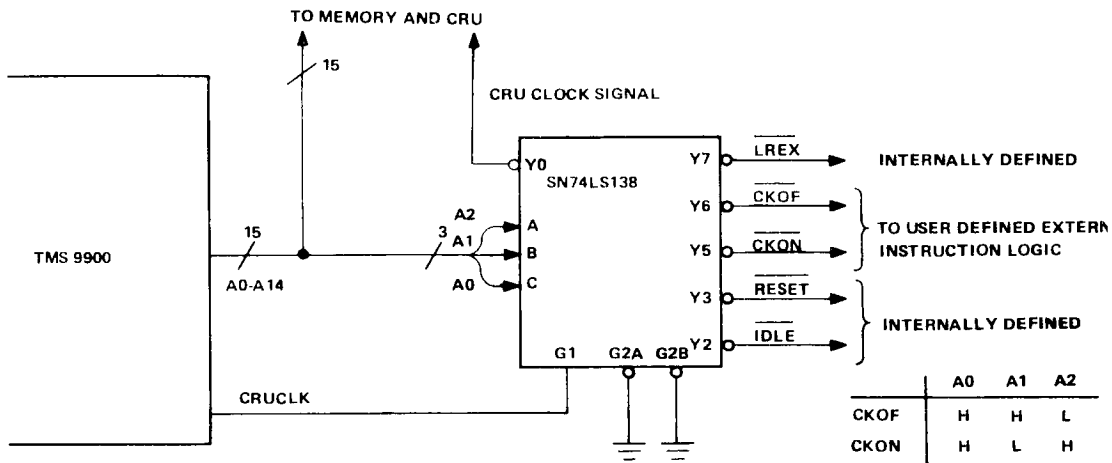 TO MEMORY AND CRU
15
CRU CLOCK SIGNAL
Y0
SN74LS138
Y7
LREX
INTERNALLY DEFINED
A2
A
Y6
CKOF
15
3
A1
B
TO USER DEFINED EXTERN
INSTRUCTION LOGIC
TMS 9900
Y5
CKON
A0-A14
A0
C
Y3
RESET
INTERNALLY DEFINED
Y2
IDLE
G1
G2A
G2B
CRUCLK
A0 A1 A2
CKOF H H L
CKON H L H